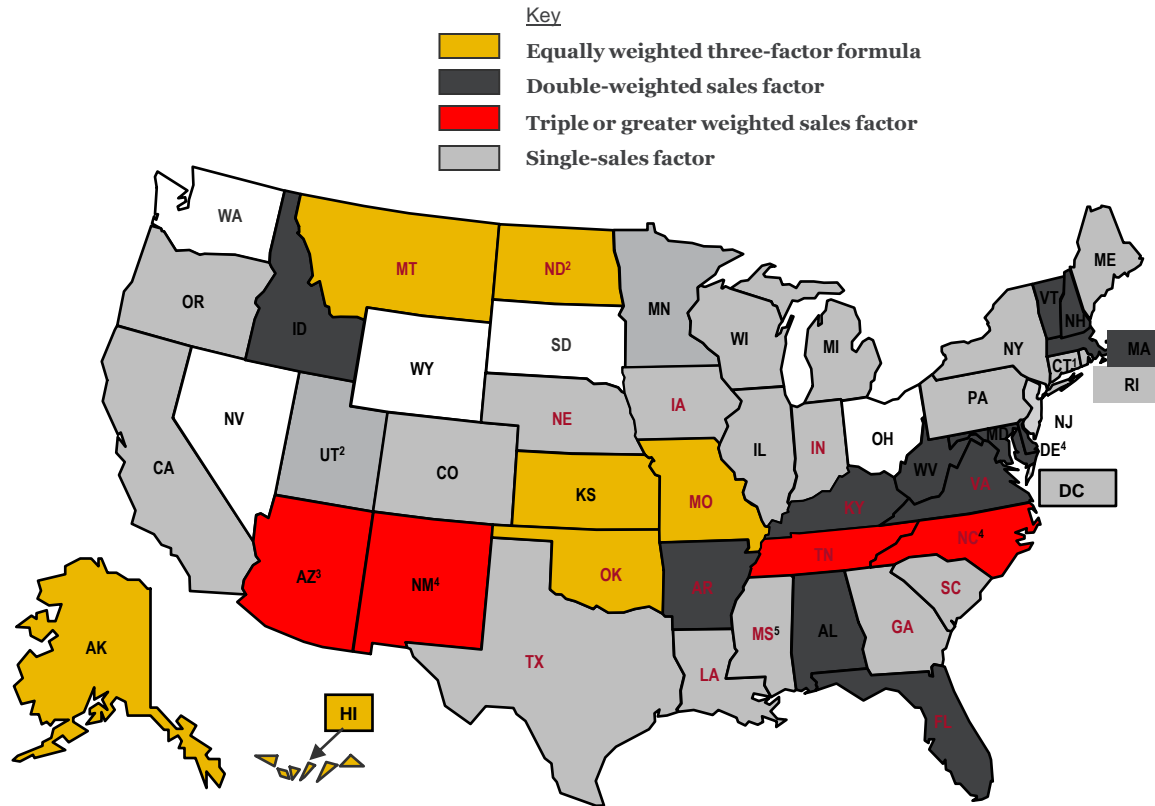 Key
Equally weighted three-factor formula
Double-weighted sales factor
Triple or greater weighted sales factor
Single-sales factor
WA
MT
ND²
MN
ME
VT
NH
OR
ID
SD
WI
MI
NY
MA
CT1
RI
WY
NE
IA
PA
NJ
NV
UT²
CO
IL
IN
OH
MD
DE⁴
CA
KS
MO
WV
VA
DC
KY
AZ³
NM⁴
OK
AR
TN
NC⁴
SC
MS⁵
AL
GA
AK
TX
LA
FL
HI